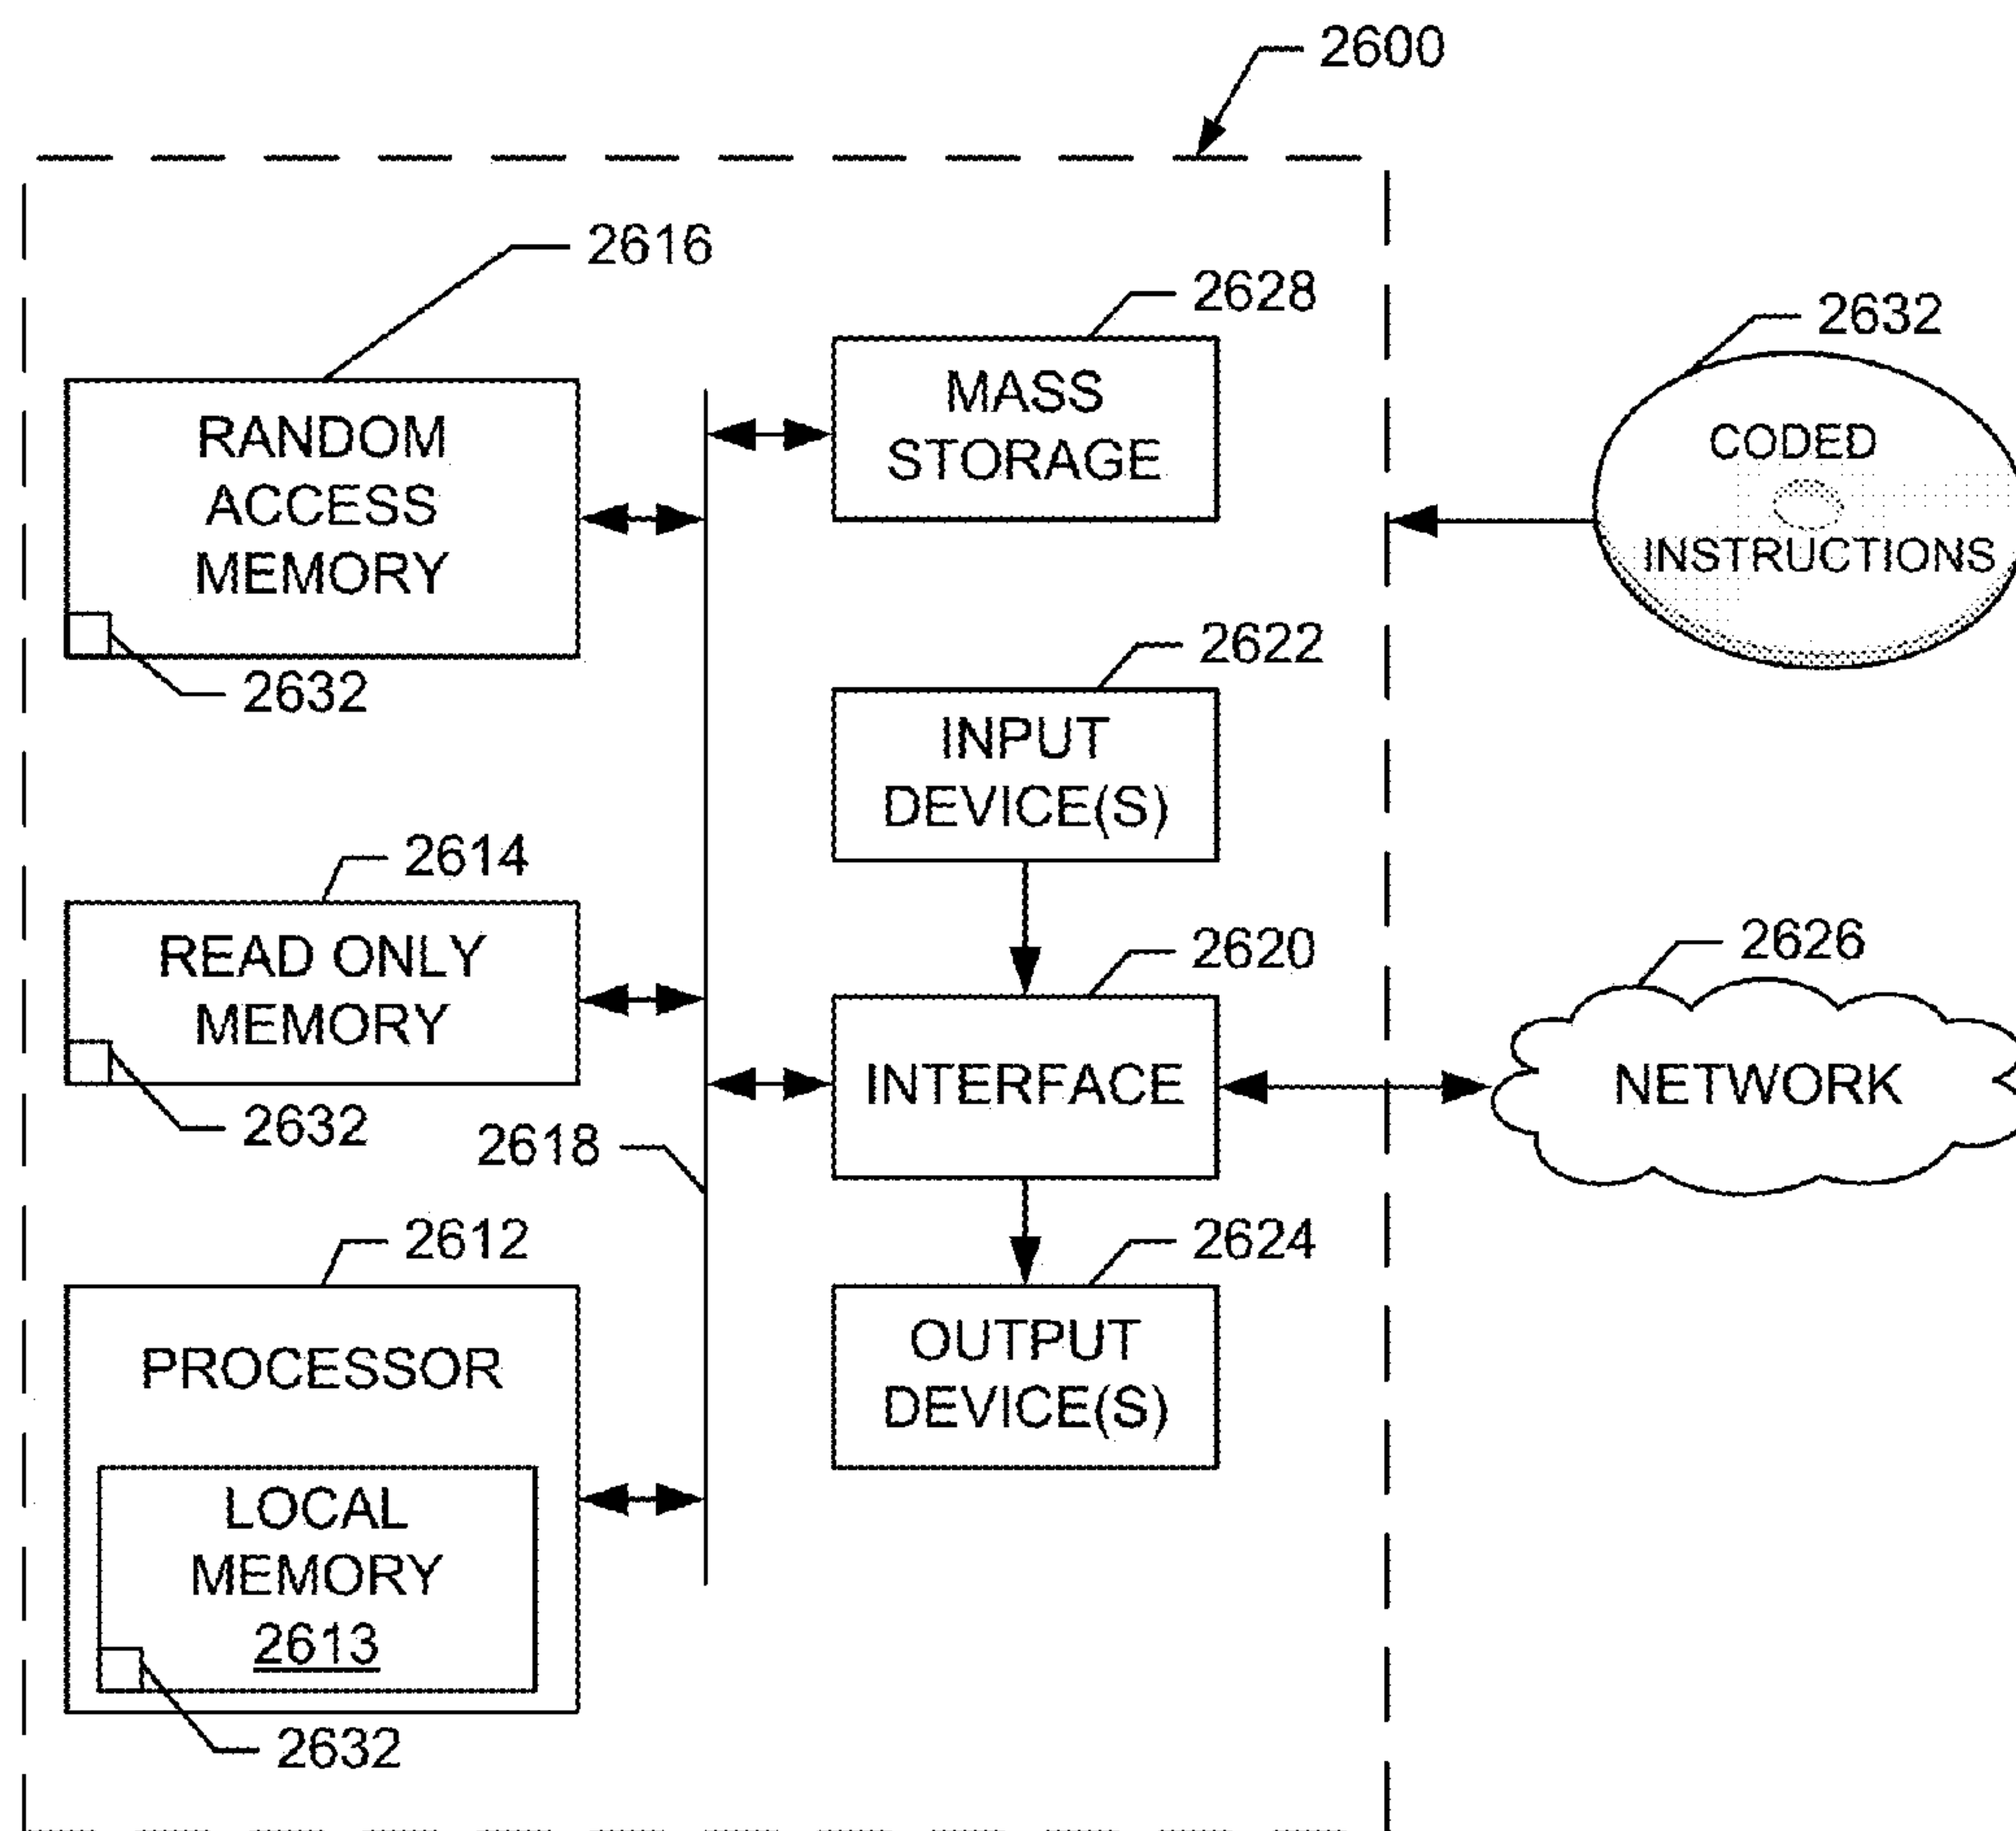 2600
2616
2628
2632
MASS
STORAGE
RANDOM
ACCESS
MEMORY
CODED
INSTRUCTIONS
2632
2622
INPUT
DEVICE(S)
2614
2620
2626
READ ONLY
MEMORY
INTERFACE
NETWORK
2632
2618
2612
2624
PROCESSOR
OUTPUT
DEVICE(S)
LOCAL
MEMORY
2613
2632